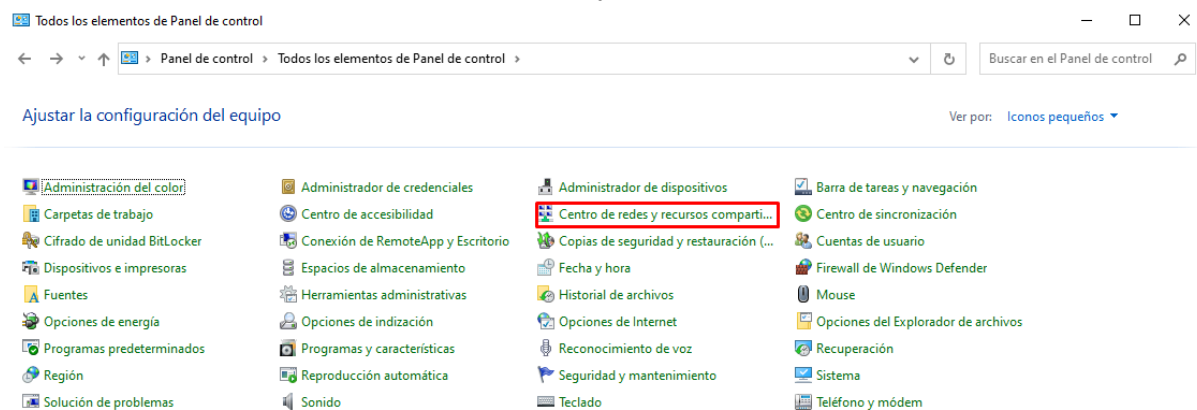 Todos los elementos de Panel de control
Panel de control > Todos los elementos de Panel de control >
Buscar en el Panel de control
Ajustar la configuración del equipo
Ver por: Iconos pequeños
Administración del color Administrador de credenciales Administrador de dispositivos Barra de tareas y navegación
Carpetas de trabajo Centro de accesibilidad Centro de redes y recursos comparti... Centro de sincronización
Cifrado de unidad BitLocker Conexión de RemoteApp y Escritorio Copias de seguridad y restauración (... Cuentas de usuario
Dispositivos e impresoras Espacios de almacenamiento Fecha y hora Firewall de Windows Defender
Fuentes Herramientas administrativas Historial de archivos Mouse
Opciones de energía Opciones de indización Opciones de Internet Opciones del Explorador de archivos
Programas predeterminados Programas y características Reconocimiento de voz Recuperación
Región Reproducción automática Seguridad y mantenimiento Sistema
Solución de problemas Sonido Teclado Teléfono y módem